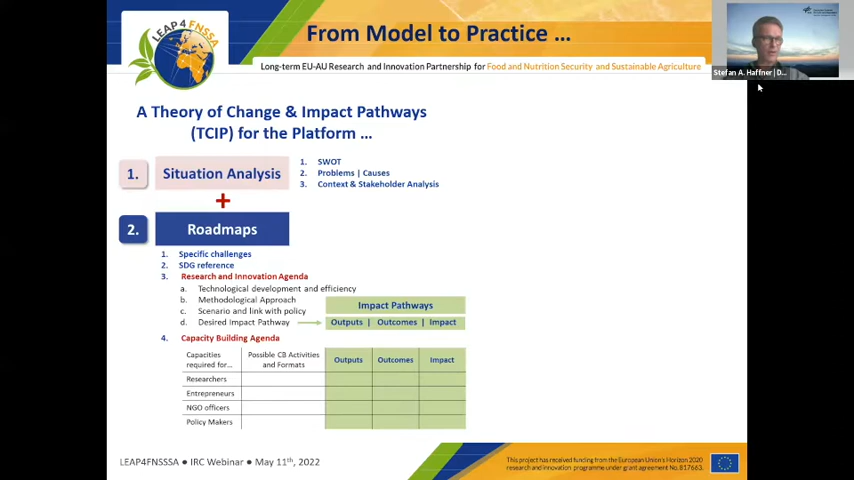 LEAP 4 FNSSA
From Model to Practice ...
Long-term EU-AU Research and Innovation Partnership for Food and Nutrition Security and Sustainable Agriculture
Stefan A. Haffner | D...
A Theory of Change & Impact Pathways
(TCIP) for the Platform ...
1. Situation Analysis
1. SWOT
2. Problems | Causes
3. Context & Stakeholder Analysis
+
2. Roadmaps
1. Specific challenges
2. SDG reference
3. Research and Innovation Agenda
a. Technological development and efficiency
b. Methodological Approach
c. Scenario and link with policy
d. Desired Impact Pathway
Impact Pathways
Outputs | Outcomes | Impact
4. Capacity Building Agenda
Capacities required for...
Possible CB Activities and Formats
Outputs
Outcomes
Impact
Researchers
Entrepreneurs
NGO officers
Policy Makers
LEAP4FNSSSA ● IRC Webinar ● May 11th, 2022
This project has received funding from the European Union's Horizon 2020
research and innovation programme under grant agreement No. 817663.